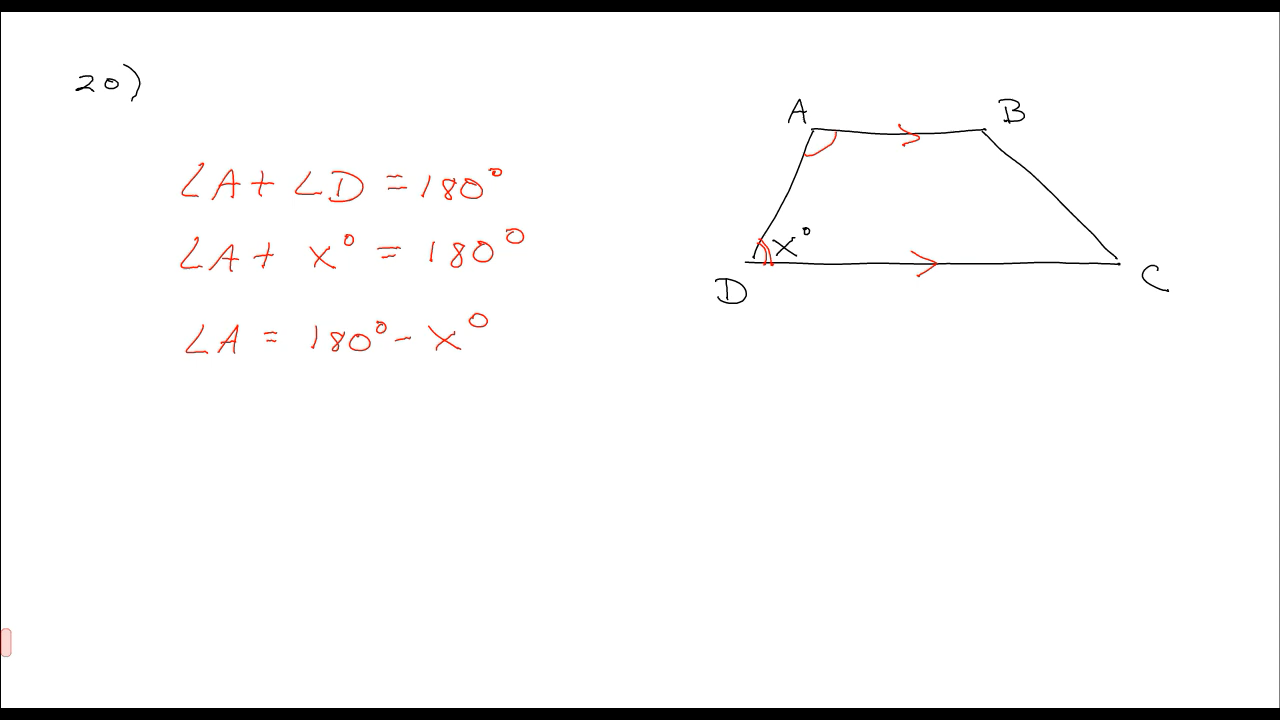 20)
A B
∠A + ∠D = 180°
∠A + x° = 180°
x°
D C
∠A = 180° - x°